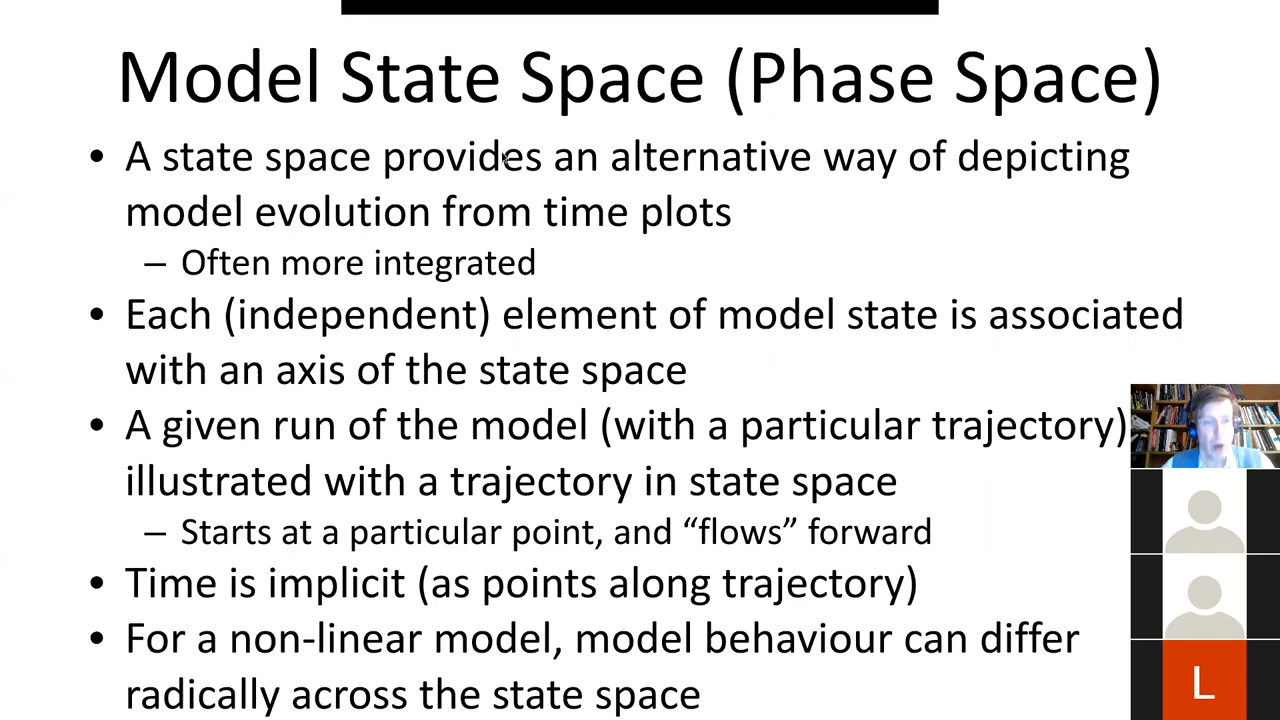 Model State Space (Phase Space)
• A state space provides an alternative way of depicting
model evolution from time plots
– Often more integrated
• Each (independent) element of model state is associated
with an axis of the state space
• A given run of the model (with a particular trajectory)
illustrated with a trajectory in state space
– Starts at a particular point, and “flows” forward
• Time is implicit (as points along trajectory)
• For a non-linear model, model behaviour can differ
radically across the state space
L